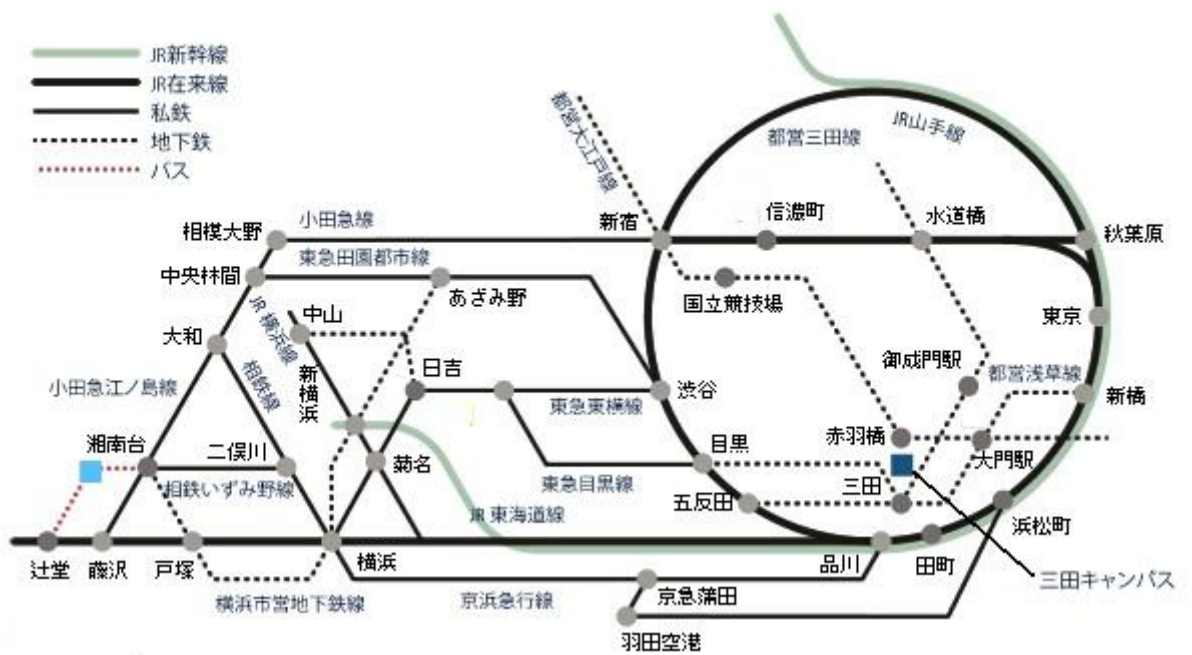 JR新幹線
JR在来線
私鉄
地下鉄
バス
都営大江戸線
都営三田線
JR山手線
相模大野
小田急線
新宿
信濃町
水道橋
秋葉原
中央林間
東急田園都市線
あざみ野
国立競技場
JR横浜線
中山
東京
大和
相鉄線
新横浜
日吉
御成門駅
都営浅草線
小田急江ノ島線
東急東横線
渋谷
新橋
湘南台
二俣川
菊名
目黒
赤羽橋
大門駅
相鉄いずみ野線
東急目黒線
三田
五反田
JR東海道線
浜松町
辻堂
藤沢
戸塚
横浜
品川
田町
三田キャンパス
横浜市営地下鉄線
京浜急行線
京急蒲田
羽田空港